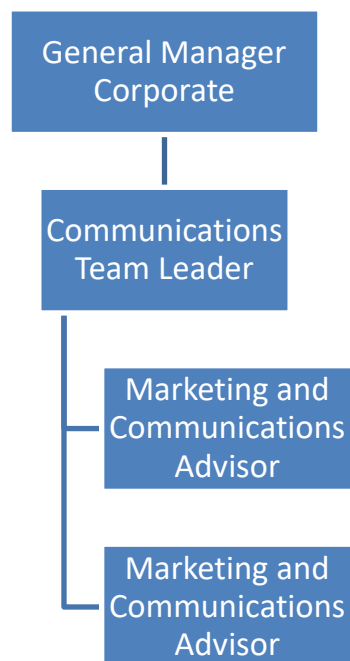 General Manager
Corporate
Communications
Team Leader
Marketing and
Communications
Advisor
Marketing and
Communications
Advisor